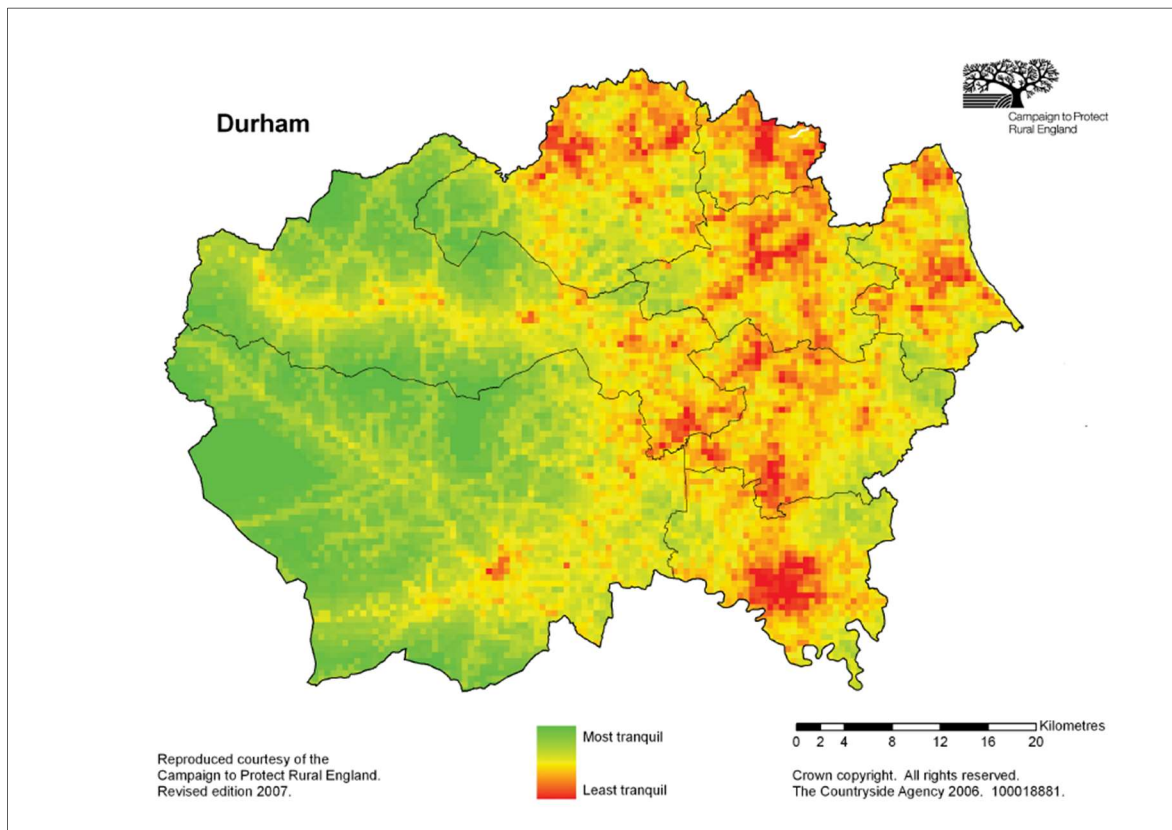 Durham
Campaign to Protect
Rural England
Most tranquil
Least tranquil
Kilometres
0 2 4 8 12 16 20
Reproduced courtesy of the
Campaign to Protect Rural England.
Revised edition 2007.
Crown copyright. All rights reserved.
The Countryside Agency 2006. 100018881.